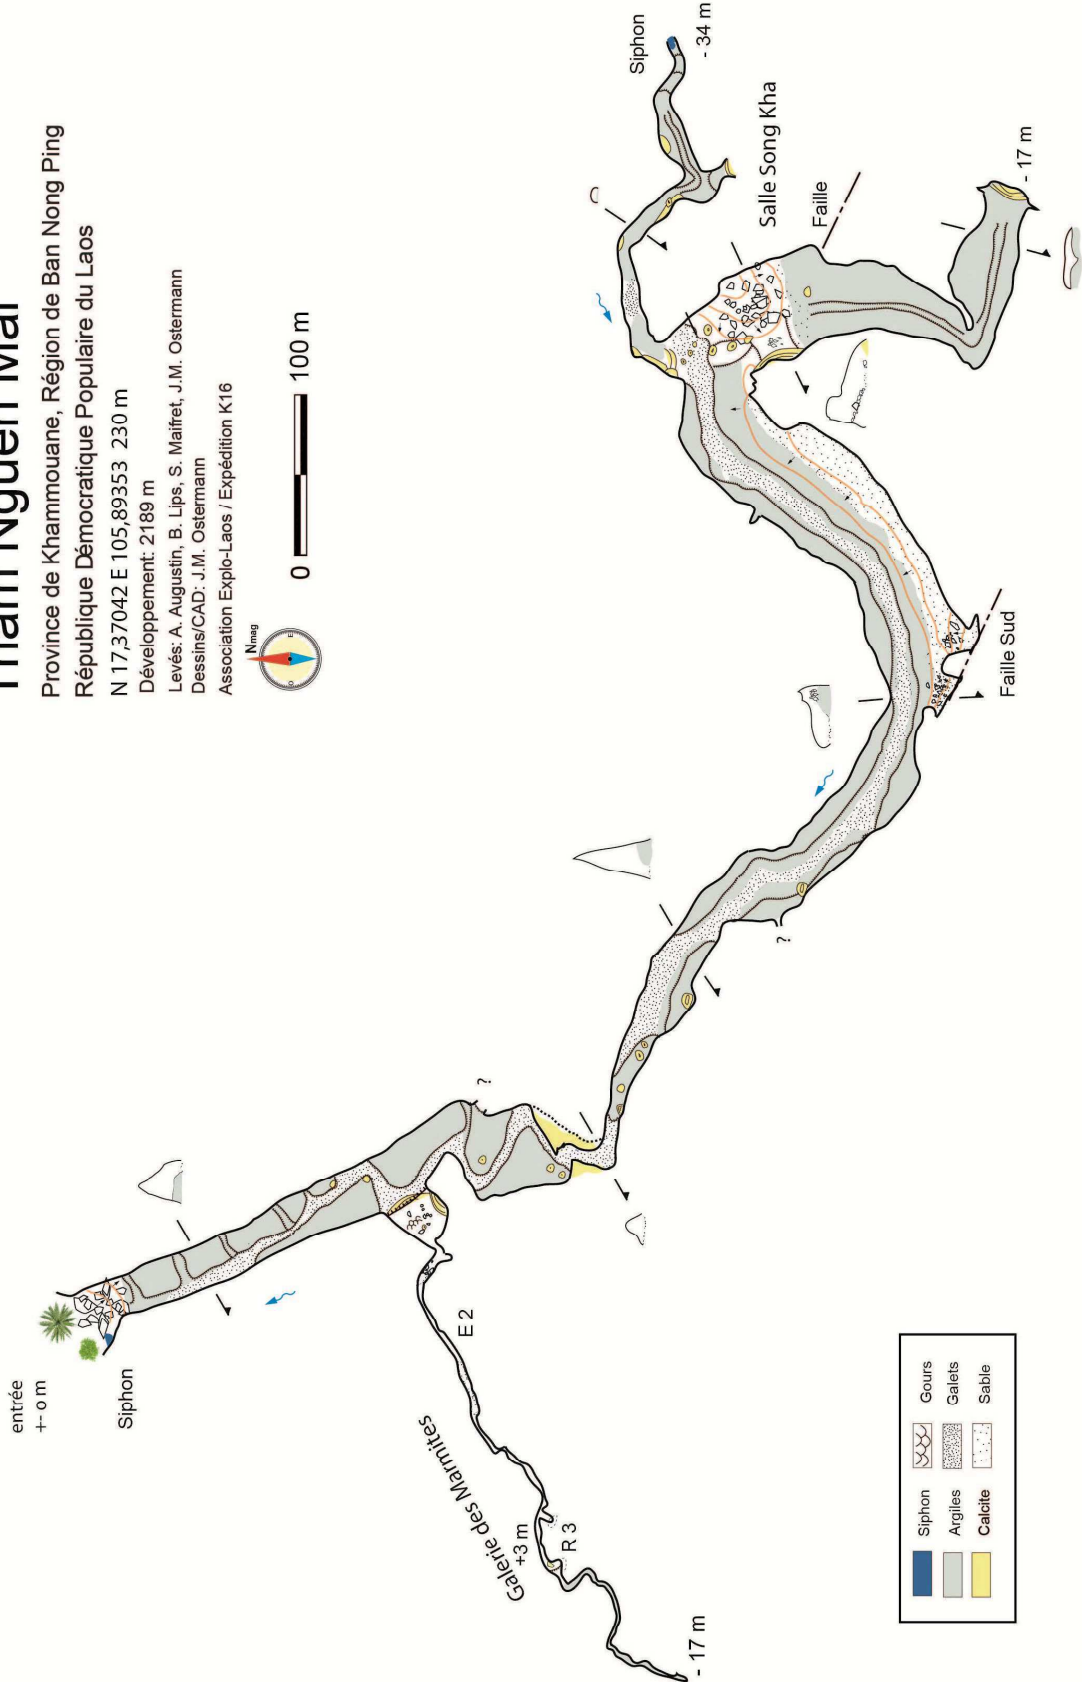 Province de Khammouane, Région de Ban Nong Ping
République Démocratique Populaire du Laos
N 17,37042 E 105,89353 230 m
Développement: 2189 m
Levés: A. Augustin, B. Lips, S. Maifret, J.M. Ostermann
Dessins/CAD: J.M. Ostermann
Association Explo-Laos / Expédition K16
Nmag
E
O
0 100 m
entrée
+- 0 m
Siphon
?
E 2
Galerie des Marmites
+3 m
R 3
- 17 m
?
Faille Sud
Siphon
- 34 m
Salle Song Kha
Faille
- 17 m
Siphon
Argiles
Calcite
Gours
Galets
Sable